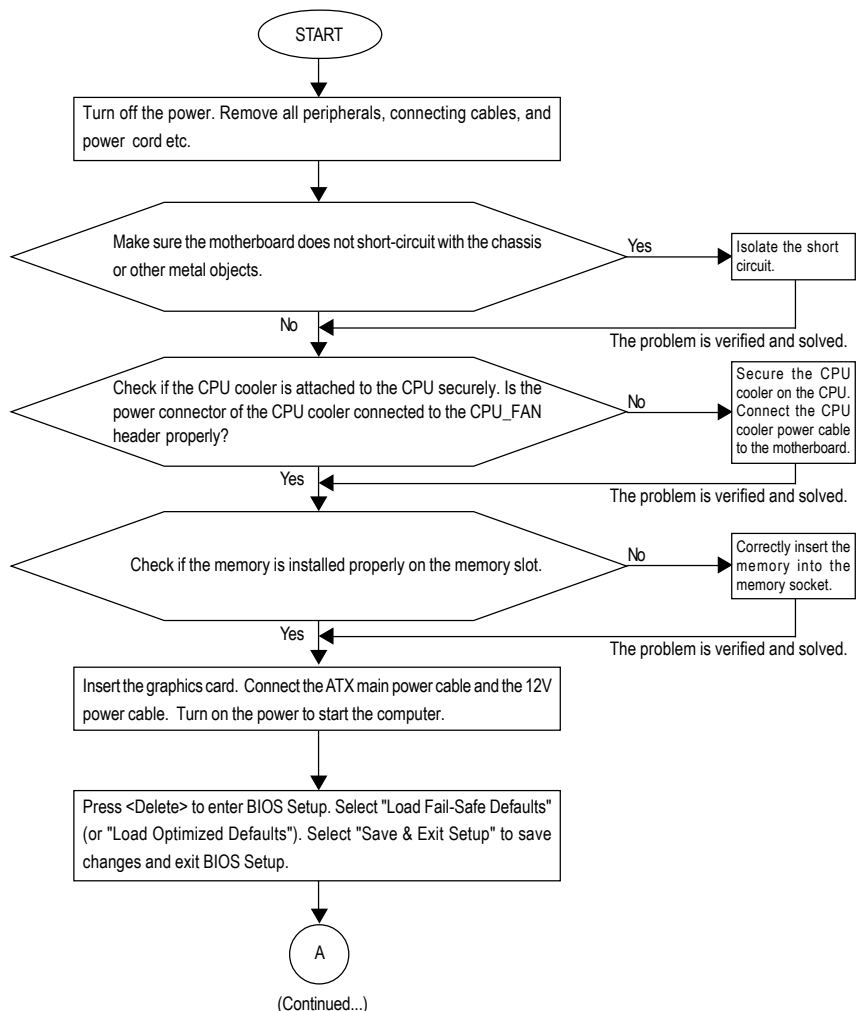 START
Turn off the power. Remove all peripherals, connecting cables, and
power cord etc.
Make sure the motherboard does not short-circuit with the chassis
or other metal objects.
Yes
Isolate the short
circuit.
No
The problem is verified and solved.
Check if the CPU cooler is attached to the CPU securely. Is the
power connector of the CPU cooler connected to the CPU_FAN
header properly?
No
Secure the CPU
cooler on the CPU.
Connect the CPU
cooler power cable
to the motherboard.
Yes
The problem is verified and solved.
Check if the memory is installed properly on the memory slot.
No
Correctly insert the
memory into the
memory socket.
Yes
The problem is verified and solved.
Insert the graphics card. Connect the ATX main power cable and the 12V
power cable. Turn on the power to start the computer.
Press <Delete> to enter BIOS Setup. Select "Load Fail-Safe Defaults"
(or "Load Optimized Defaults"). Select "Save & Exit Setup" to save
changes and exit BIOS Setup.
A
(Continued...)